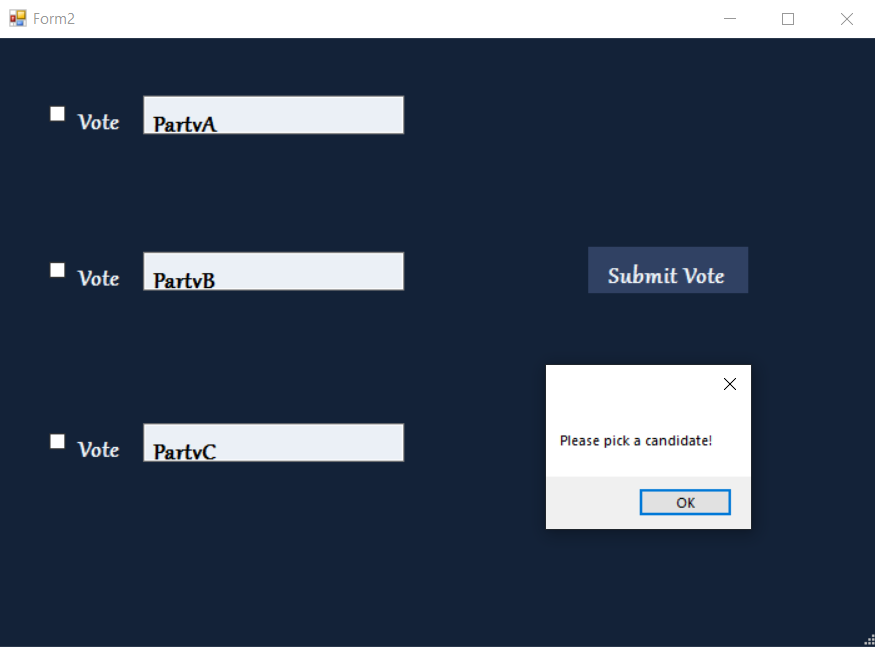 Form2
Vote PartyA
Vote PartyB
Submit Vote
Vote PartyC
Please pick a candidate!
OK